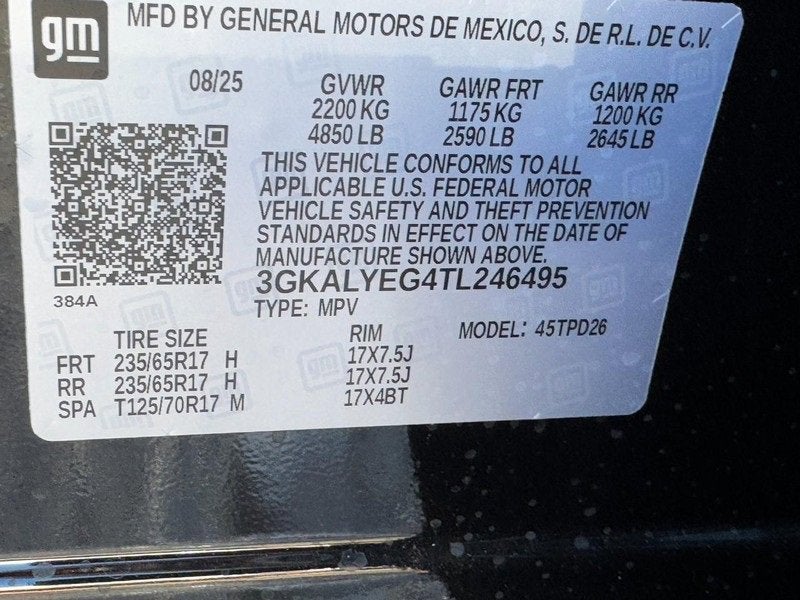 gm
MFD BY GENERAL MOTORS DE MEXICO, S. DE R.L. DE C.V.
08/25 GVWR GAWR FRT GAWR RR
2200 KG 1175 KG 1200 KG
4850 LB 2590 LB 2645 LB
THIS VEHICLE CONFORMS TO ALL
APPLICABLE U.S. FEDERAL MOTOR
VEHICLE SAFETY AND THEFT PREVENTION
STANDARDS IN EFFECT ON THE DATE OF
MANUFACTURE SHOWN ABOVE.
3GKALYEG4TL246495
384A
TYPE: MPV
TIRE SIZE RIM MODEL: 45TPD26
FRT 235/65R17 H 17X7.5J
RR 235/65R17 H 17X7.5J
SPA T125/70R17 M 17X4BT